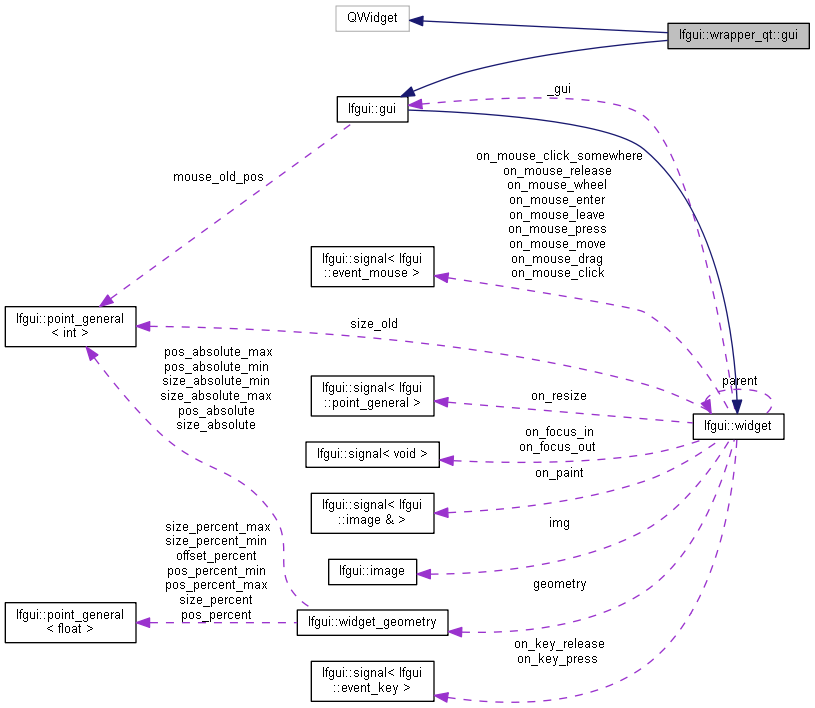 QWidget
lfgui::wrapper_qt::gui
_gui
lfgui::gui
on_mouse_click_somewhere
on_mouse_release
on_mouse_wheel
on_mouse_enter
on_mouse_leave
on_mouse_press
on_mouse_move
on_mouse_drag
on_mouse_click
mouse_old_pos
lfgui::signal< lfgui
::event_mouse >
lfgui::point_general
< int >
size_old
pos_absolute_max
pos_absolute_min
size_absolute_min
size_absolute_max
pos_absolute
size_absolute
parent
lfgui::signal< lfgui
::point_general >
on_resize
lfgui::widget
on_focus_in
on_focus_out
lfgui::signal< void >
on_paint
lfgui::signal< lfgui
::image & >
img
size_percent_max
size_percent_min
offset_percent
pos_percent_min
pos_percent_max
size_percent
pos_percent
lfgui::image
geometry
lfgui::point_general
< float >
lfgui::widget_geometry
on_key_release
on_key_press
lfgui::signal< lfgui
::event_key >